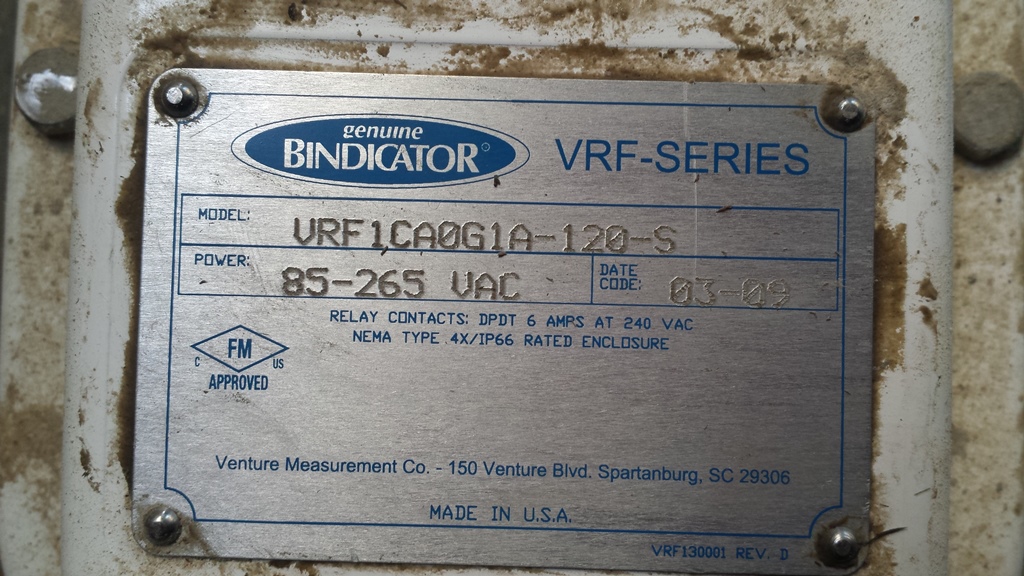 genuine
BINDICATOR®
VRF-SERIES
MODEL: VRF1CA0G1A-120-S
POWER: 85-265 VAC
DATE CODE: 03-09
RELAY CONTACTS: DPDT 6 AMPS AT 240 VAC
NEMA TYPE 4X/IP66 RATED ENCLOSURE
C FM US
APPROVED
Venture Measurement Co. - 150 Venture Blvd. Spartanburg, SC 29306
MADE IN U.S.A.
VRF130001 REV. D